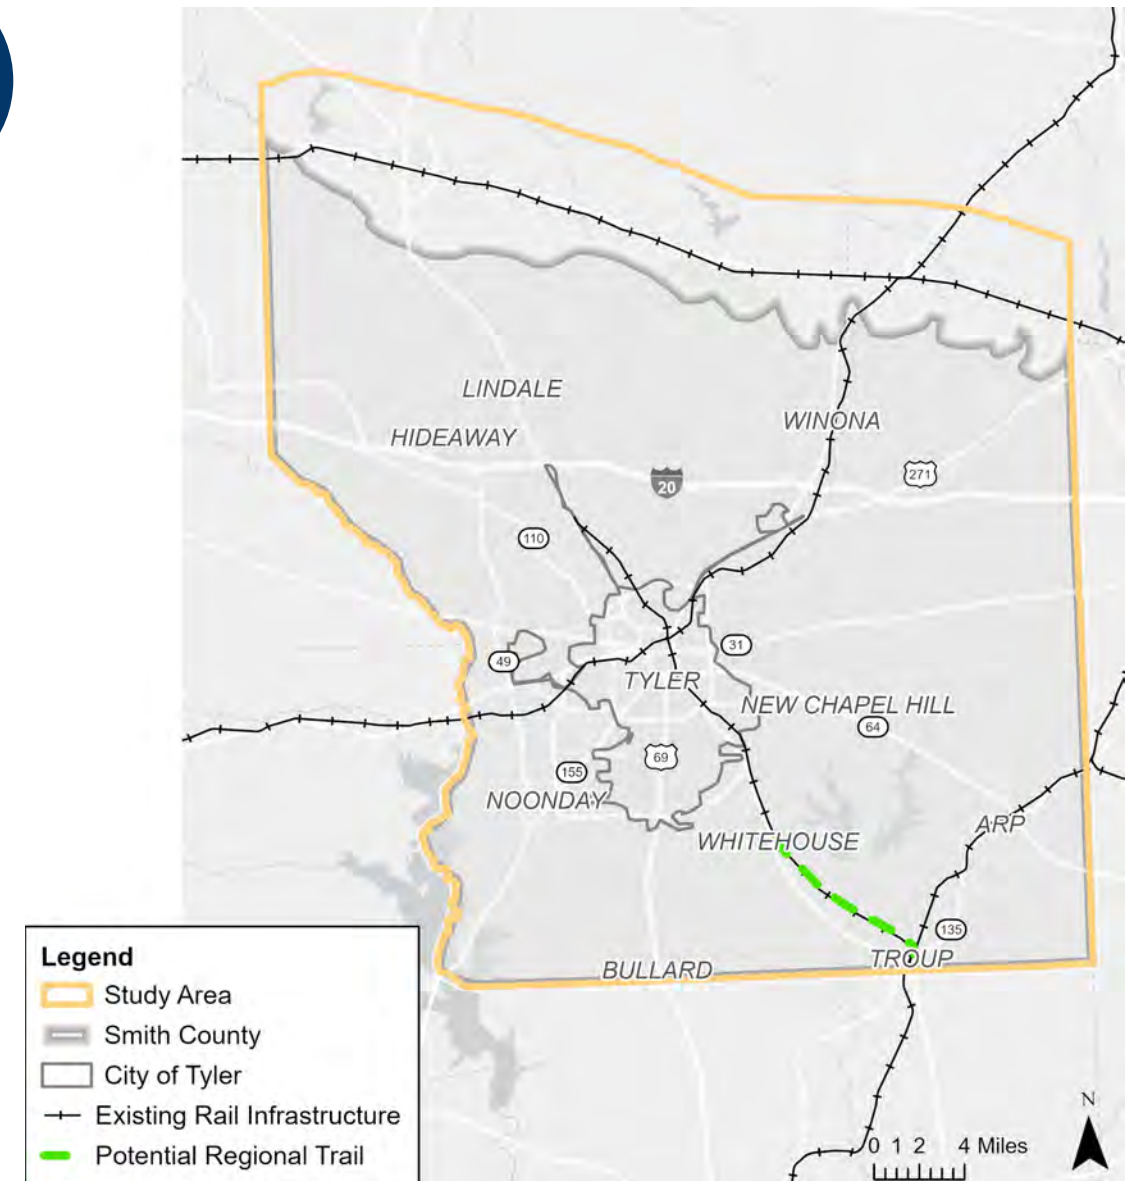 LINDALE
HIDEAWAY
WINONA
271
20
110
31
49
TYLER
NEW CHAPEL HILL
64
69
155
NOONDAY
ARP
WHITEHOUSE
135
TROUP
BULLARD
Legend
Study Area
Smith County
City of Tyler
Existing Rail Infrastructure
Potential Regional Trail
N
0 1 2 4 Miles